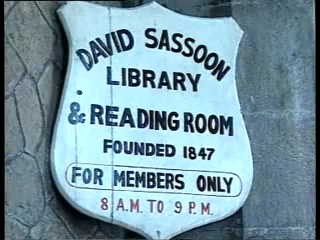 DAVID SASSOON
LIBRARY
& READING ROOM
FOUNDED 1847
FOR MEMBERS ONLY
8 A.M. TO 9 P.M.